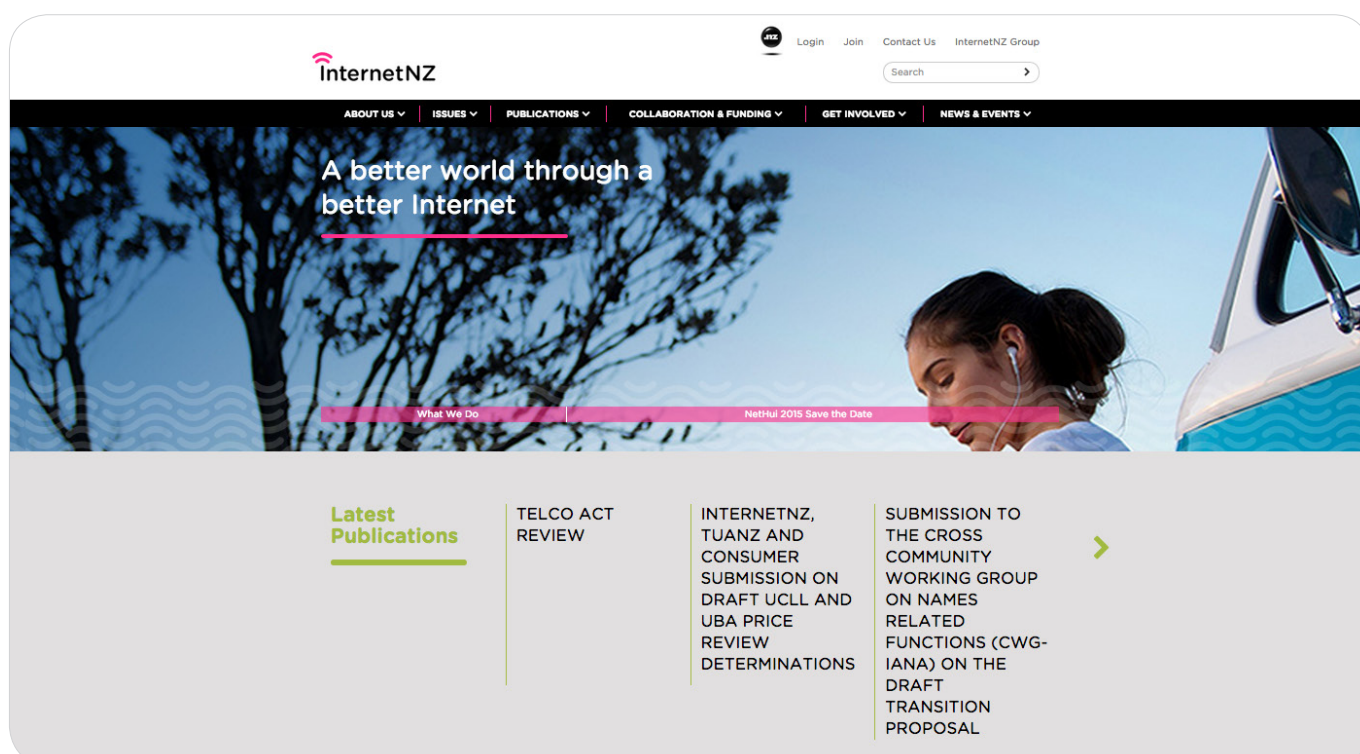 .nz
Login Join Contact Us InternetNZ Group
InternetNZ
Search
ABOUT US ISSUES PUBLICATIONS COLLABORATION & FUNDING GET INVOLVED NEWS & EVENTS
A better world through a
better Internet
What We Do NetHui 2015 Save the Date
Latest
Publications
TELCO ACT
REVIEW
INTERNETNZ,
TUANZ AND
CONSUMER
SUBMISSION ON
DRAFT UCLL AND
UBA PRICE
REVIEW
DETERMINATIONS
SUBMISSION TO
THE CROSS
COMMUNITY
WORKING GROUP
ON NAMES
RELATED
FUNCTIONS (CWG-
IANA) ON THE
DRAFT
TRANSITION
PROPOSAL